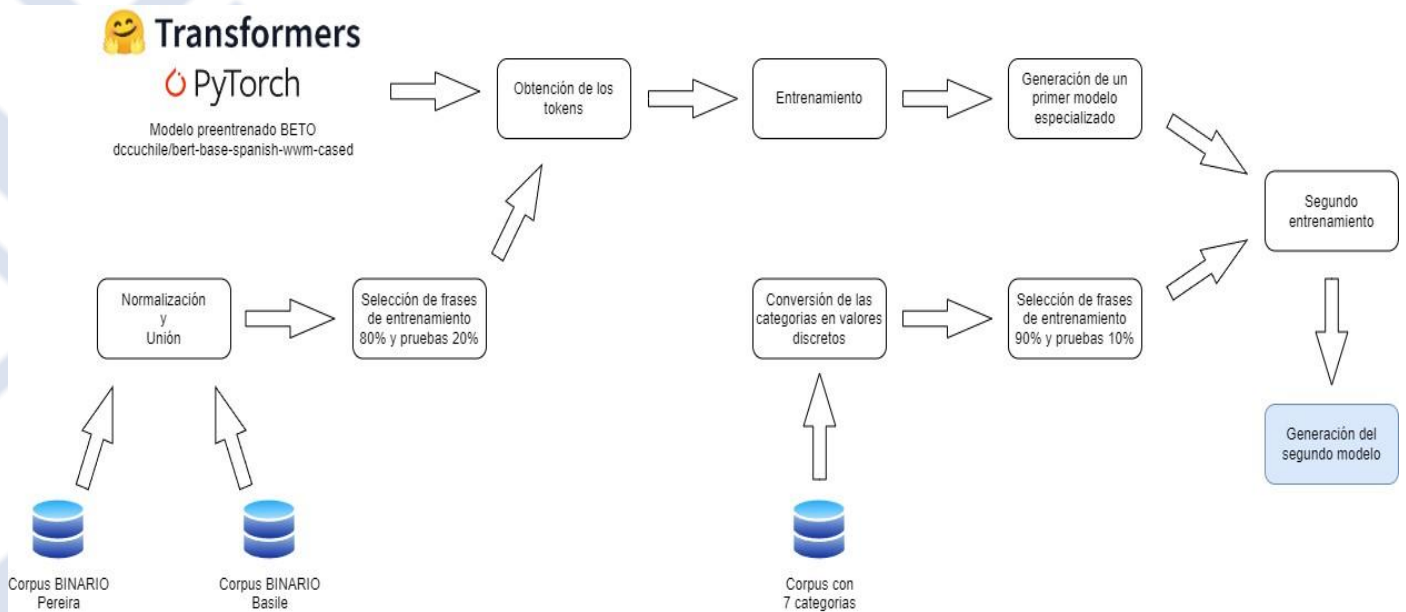 Transformers
PyTorch
Modelo preentrenado BETO
dccuchile/bert-base-spanish-wwm-cased
Obtención de los
tokens
Entrenamiento
Generación de un
primer modelo
especializado
Segundo
entrenamiento
Normalización
y
Unión
Selección de frases
de entrenamiento
80% y pruebas 20%
Conversión de las
categorias en valores
discretos
Selección de frases
de entrenamiento
90% y pruebas 10%
Generación del
segundo modelo
Corpus BINARIO
Pereira
Corpus BINARIO
Basile
Corpus con
7 categorias